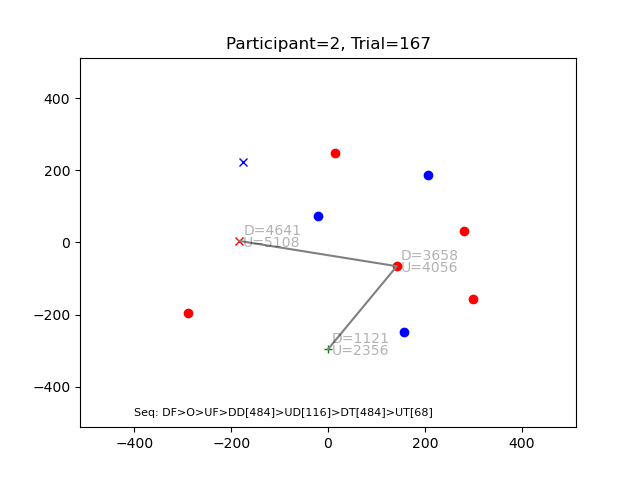 Participant=2, Trial=167
400
200
0
−200
−400
D=4641
U=5108
D=3658
U=4056
D=1121
U=2356
Seq: DF>O>UF>DD[484]>UD[116]>DT[484]>UT[68]
−400
−200
0
200
400